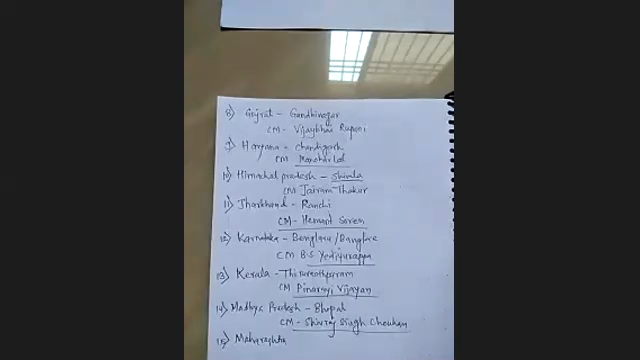 8) Gujrat - Gandhinagar
CM - Vijaybhai Rupani
9) Haryana - Chandigarh
CM Manohar lal
10) Himachal pradesh - Shimla
CM Jairam Thakur
11) Jharkhand - Ranchi
CM - Hemant Soren
12) Karnataka - Bengluru / Banglore
CM B.S Yediyurappa
13) Kerala -
CM Pinarayi Vijayan
14) Madhya Pradesh - Bhopal
CM - Shivraj Singh Chouhan
15) Maharashtra